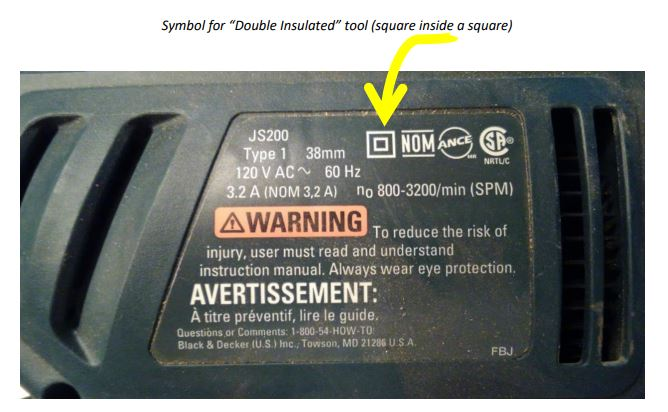 Symbol for “Double Insulated” tool (square inside a square)
JS200
Type 1 38mm
120 V AC ~ 60 Hz
3.2 A (NOM 3,2 A) n₀ 800-3200/min (SPM)
NOM ANCE MR SA® NRTL/C
⚠WARNING To reduce the risk of
injury, user must read and understand
instruction manual. Always wear eye protection.
AVERTISSEMENT:
À titre préventif, lire le guide.
Questions or Comments: 1-800-54-HOW-TO:
Black & Decker (U.S.) Inc., Towson, MD 21286 U.S.A.
FBJ